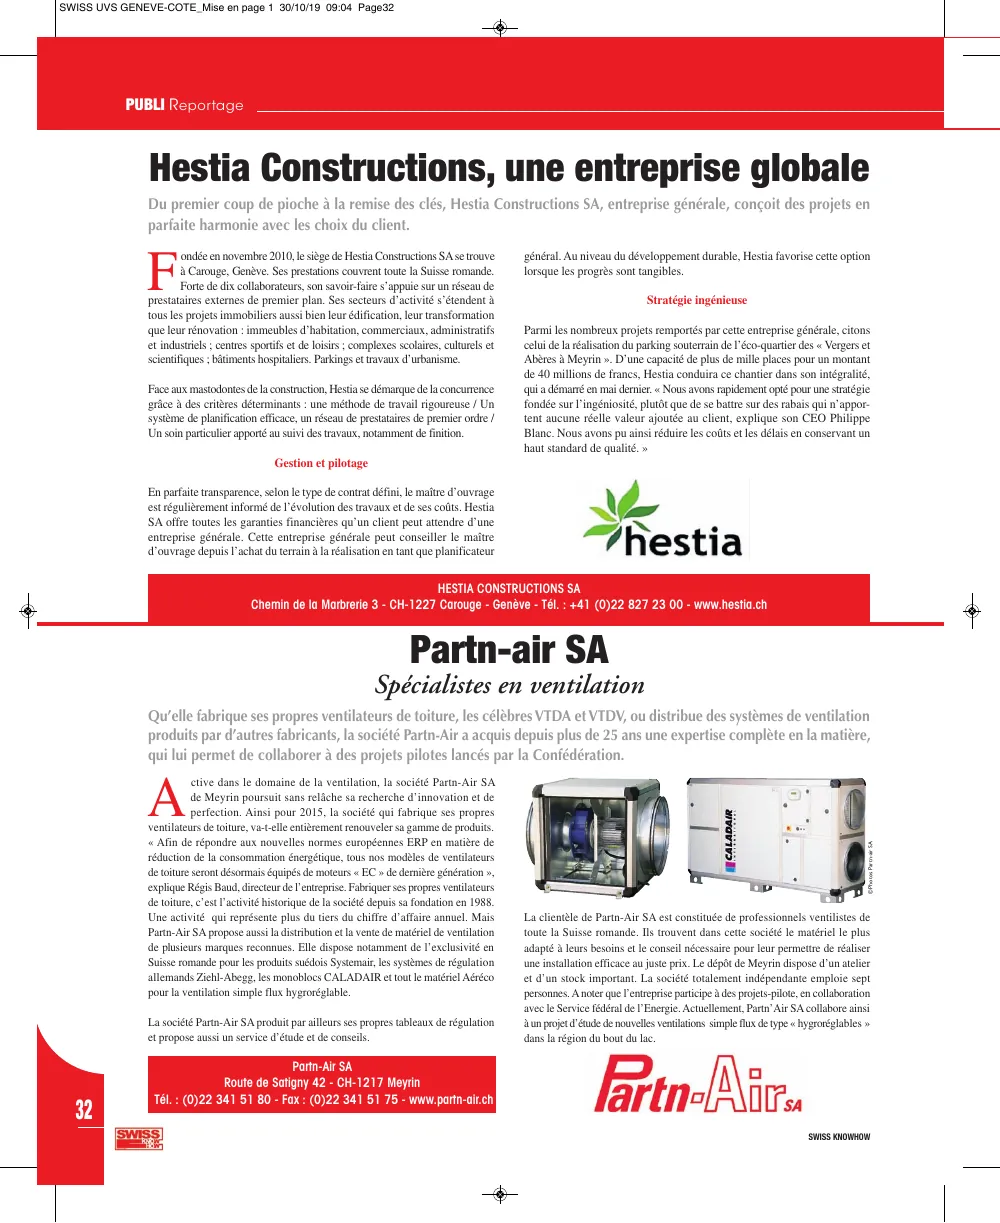 SWISS UVS GENEVE-COTE_Mise en page 1 30/10/19 09:04 Page32
PUBLI Reportage
Hestia Constructions, une entreprise globale
Du premier coup de pioche à la remise des clés, Hestia Constructions SA, entreprise générale, conçoit des projets en
parfaite harmonie avec les choix du client.
Fondée en novembre 2010, le siège de Hestia Constructions SA se trouve
à Carouge, Genève. Ses prestations couvrent toute la Suisse romande.
Forte de dix collaborateurs, son savoir-faire s'appuie sur un réseau de
prestataires externes de premier plan. Ses secteurs d'activité s'étendent à
tous les projets immobiliers aussi bien leur édification, leur transformation
que leur rénovation : immeubles d'habitation, commerciaux, administratifs
et industriels ; centres sportifs et de loisirs ; complexes scolaires, culturels et
scientifiques ; bâtiments hospitaliers. Parkings et travaux d'urbanisme.
Face aux mastodontes de la construction, Hestia se démarque de la concurrence
grâce à des critères déterminants : une méthode de travail rigoureuse / Un
système de planification efficace, un réseau de prestataires de premier ordre /
Un soin particulier apporté au suivi des travaux, notamment de finition.
Gestion et pilotage
En parfaite transparence, selon le type de contrat défini, le maître d'ouvrage
est régulièrement informé de l'évolution des travaux et de ses coûts. Hestia
SA offre toutes les garanties financières qu'un client peut attendre d'une
entreprise générale. Cette entreprise générale peut conseiller le maître
d'ouvrage depuis l'achat du terrain à la réalisation en tant que planificateur
général. Au niveau du développement durable, Hestia favorise cette option
lorsque les progrès sont tangibles.
Stratégie ingénieuse
Parmi les nombreux projets remportés par cette entreprise générale, citons
celui de la réalisation du parking souterrain de l'éco-quartier des « Vergers et
Abères à Meyrin ». D'une capacité de plus de mille places pour un montant
de 40 millions de francs, Hestia conduira ce chantier dans son intégralité,
qui a démarré en mai dernier. « Nous avons rapidement opté pour une stratégie
fondée sur l'ingéniosité, plutôt que de se battre sur des rabais qui n'appor-
tent aucune réelle valeur ajoutée au client, explique son CEO Philippe
Blanc. Nous avons pu ainsi réduire les coûts et les délais en conservant un
haut standard de qualité. »
hestia
HESTIA CONSTRUCTIONS SA
Chemin de la Marbrerie 3 - CH-1227 Carouge - Genève - Tél. : +41 (0)22 827 23 00 - www.hestia.ch
Partn-air SA
Spécialistes en ventilation
Qu'elle fabrique ses propres ventilateurs de toiture, les célèbres VTDA et VTDV, ou distribue des systèmes de ventilation
produits par d'autres fabricants, la société Partn-Air a acquis depuis plus de 25 ans une expertise complète en la matière,
qui lui permet de collaborer à des projets pilotes lancés par la Confédération.
Active dans le domaine de la ventilation, la société Partn-Air SA
de Meyrin poursuit sans relâche sa recherche d'innovation et de
perfection. Ainsi pour 2015, la société qui fabrique ses propres
ventilateurs de toiture, va-t-elle entièrement renouveler sa gamme de produits.
« Afin de répondre aux nouvelles normes européennes ERP en matière de
réduction de la consommation énergétique, tous nos modèles de ventilateurs
de toiture seront désormais équipés de moteurs « EC » de dernière génération »,
explique Régis Baud, directeur de l'entreprise. Fabriquer ses propres ventilateurs
de toiture, c'est l'activité historique de la société depuis sa fondation en 1988.
Une activité qui représente plus du tiers du chiffre d'affaire annuel. Mais
Partn-Air SA propose aussi la distribution et la vente de matériel de ventilation
de plusieurs marques reconnues. Elle dispose notamment de l'exclusivité en
Suisse romande pour les produits suédois Systemair, les systèmes de régulation
allemands Ziehl-Abegg, les monoblocs CALADAIR et tout le matériel Aéréco
pour la ventilation simple flux hygroréglable.
La société Partn-Air SA produit par ailleurs ses propres tableaux de régulation
et propose aussi un service d'étude et de conseils.
CALADAIR
©Photos Partn-air SA
La clientèle de Partn-Air SA est constituée de professionnels ventilistes de
toute la Suisse romande. Ils trouvent dans cette société le matériel le plus
adapté à leurs besoins et le conseil nécessaire pour leur permettre de réaliser
une installation efficace au juste prix. Le dépôt de Meyrin dispose d'un atelier
et d'un stock important. La société totalement indépendante emploie sept
personnes. A noter que l'entreprise participe à des projets-pilote, en collaboration
avec le Service fédéral de l'Energie. Actuellement, Partn'Air SA collabore ainsi
à un projet d'étude de nouvelles ventilations simple flux de type « hygroréglables »
dans la région du bout du lac.
Partn-Air SA
Route de Satigny 42 - CH-1217 Meyrin
Tél. : (0)22 341 51 80 - Fax : (0)22 341 51 75 - www.partn-air.ch
Partn-Air SA
32
SWISS
KNOW
HOW
SWISS KNOWHOW